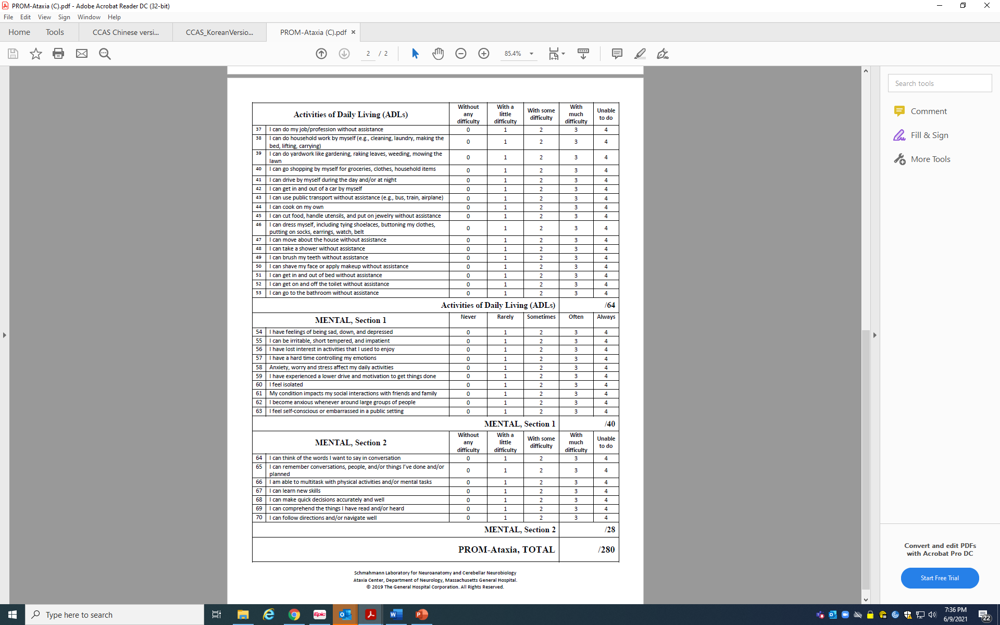 PROM-Ataxia (C).pdf - Adobe Acrobat Reader DC (32-bit)
File Edit View Sign Window Help
Home Tools CCAS Chinese versi... CCAS_KoreanVersio... PROM-Ataxia (C).pdf ×
2 / 2 85.4%
Search tools
Comment
Fill & Sign
More Tools
Activities of Daily Living (ADLs) Without any difficulty With a little difficulty With some difficulty With much difficulty Unable to do
37 I can do my job/profession without assistance 0 1 2 3 4
38 I can do household work by myself (e.g., cleaning, laundry, making the
bed, lifting, carrying) 0 1 2 3 4
39 I can do yardwork like gardening, raking leaves, weeding, mowing the
lawn 0 1 2 3 4
40 I can go shopping by myself for groceries, clothes, household items 0 1 2 3 4
41 I can drive by myself during the day and/or at night 0 1 2 3 4
42 I can get in and out of a car by myself 0 1 2 3 4
43 I can use public transport without assistance (e.g., bus, train, airplane) 0 1 2 3 4
44 I can cook on my own 0 1 2 3 4
45 I can cut food, handle utensils, and put on jewelry without assistance 0 1 2 3 4
46 I can dress myself, including tying shoelaces, buttoning my clothes,
putting on socks, earrings, watch, belt 0 1 2 3 4
47 I can move about the house without assistance 0 1 2 3 4
48 I can take a shower without assistance 0 1 2 3 4
49 I can brush my teeth without assistance 0 1 2 3 4
50 I can shave my face or apply makeup without assistance 0 1 2 3 4
51 I can get in and out of bed without assistance 0 1 2 3 4
52 I can get on and off the toilet without assistance 0 1 2 3 4
53 I can go to the bathroom without assistance 0 1 2 3 4
Activities of Daily Living (ADLs) /64
MENTAL, Section 1 Never Rarely Sometimes Often Always
54 I have feelings of being sad, down, and depressed 0 1 2 3 4
55 I can be irritable, short tempered, and impatient 0 1 2 3 4
56 I have lost interest in activities that I used to enjoy 0 1 2 3 4
57 I have a hard time controlling my emotions 0 1 2 3 4
58 Anxiety, worry and stress affect my daily activities 0 1 2 3 4
59 I have experienced a lower drive and motivation to get things done 0 1 2 3 4
60 I feel isolated 0 1 2 3 4
61 My condition impacts my social interactions with friends and family 0 1 2 3 4
62 I become anxious whenever around large groups of people 0 1 2 3 4
63 I feel self-conscious or embarrassed in a public setting 0 1 2 3 4
MENTAL, Section 1 /40
MENTAL, Section 2 Without any difficulty With a little difficulty With some difficulty With much difficulty Unable to do
64 I can think of the words I want to say in conversation 0 1 2 3 4
65 I can remember conversations, people, and/or things I've done and/or
planned 0 1 2 3 4
66 I am able to multitask with physical activities and/or mental tasks 0 1 2 3 4
67 I can learn new skills 0 1 2 3 4
68 I can make quick decisions accurately and well 0 1 2 3 4
69 I can comprehend the things I have read and/or heard 0 1 2 3 4
70 I can follow directions and/or navigate well 0 1 2 3 4
MENTAL, Section 2 /28
PROM-Ataxia, TOTAL /280
Schmahmann Laboratory for Neuroanatomy and Cerebellar Neurobiology
Ataxia Center, Department of Neurology, Massachusetts General Hospital.
© 2019 The General Hospital Corporation. All Rights Reserved.
Convert and edit PDFs
with Acrobat Pro DC
Start Free Trial
Type here to search
Epic
7:36 PM
6/9/2021
22